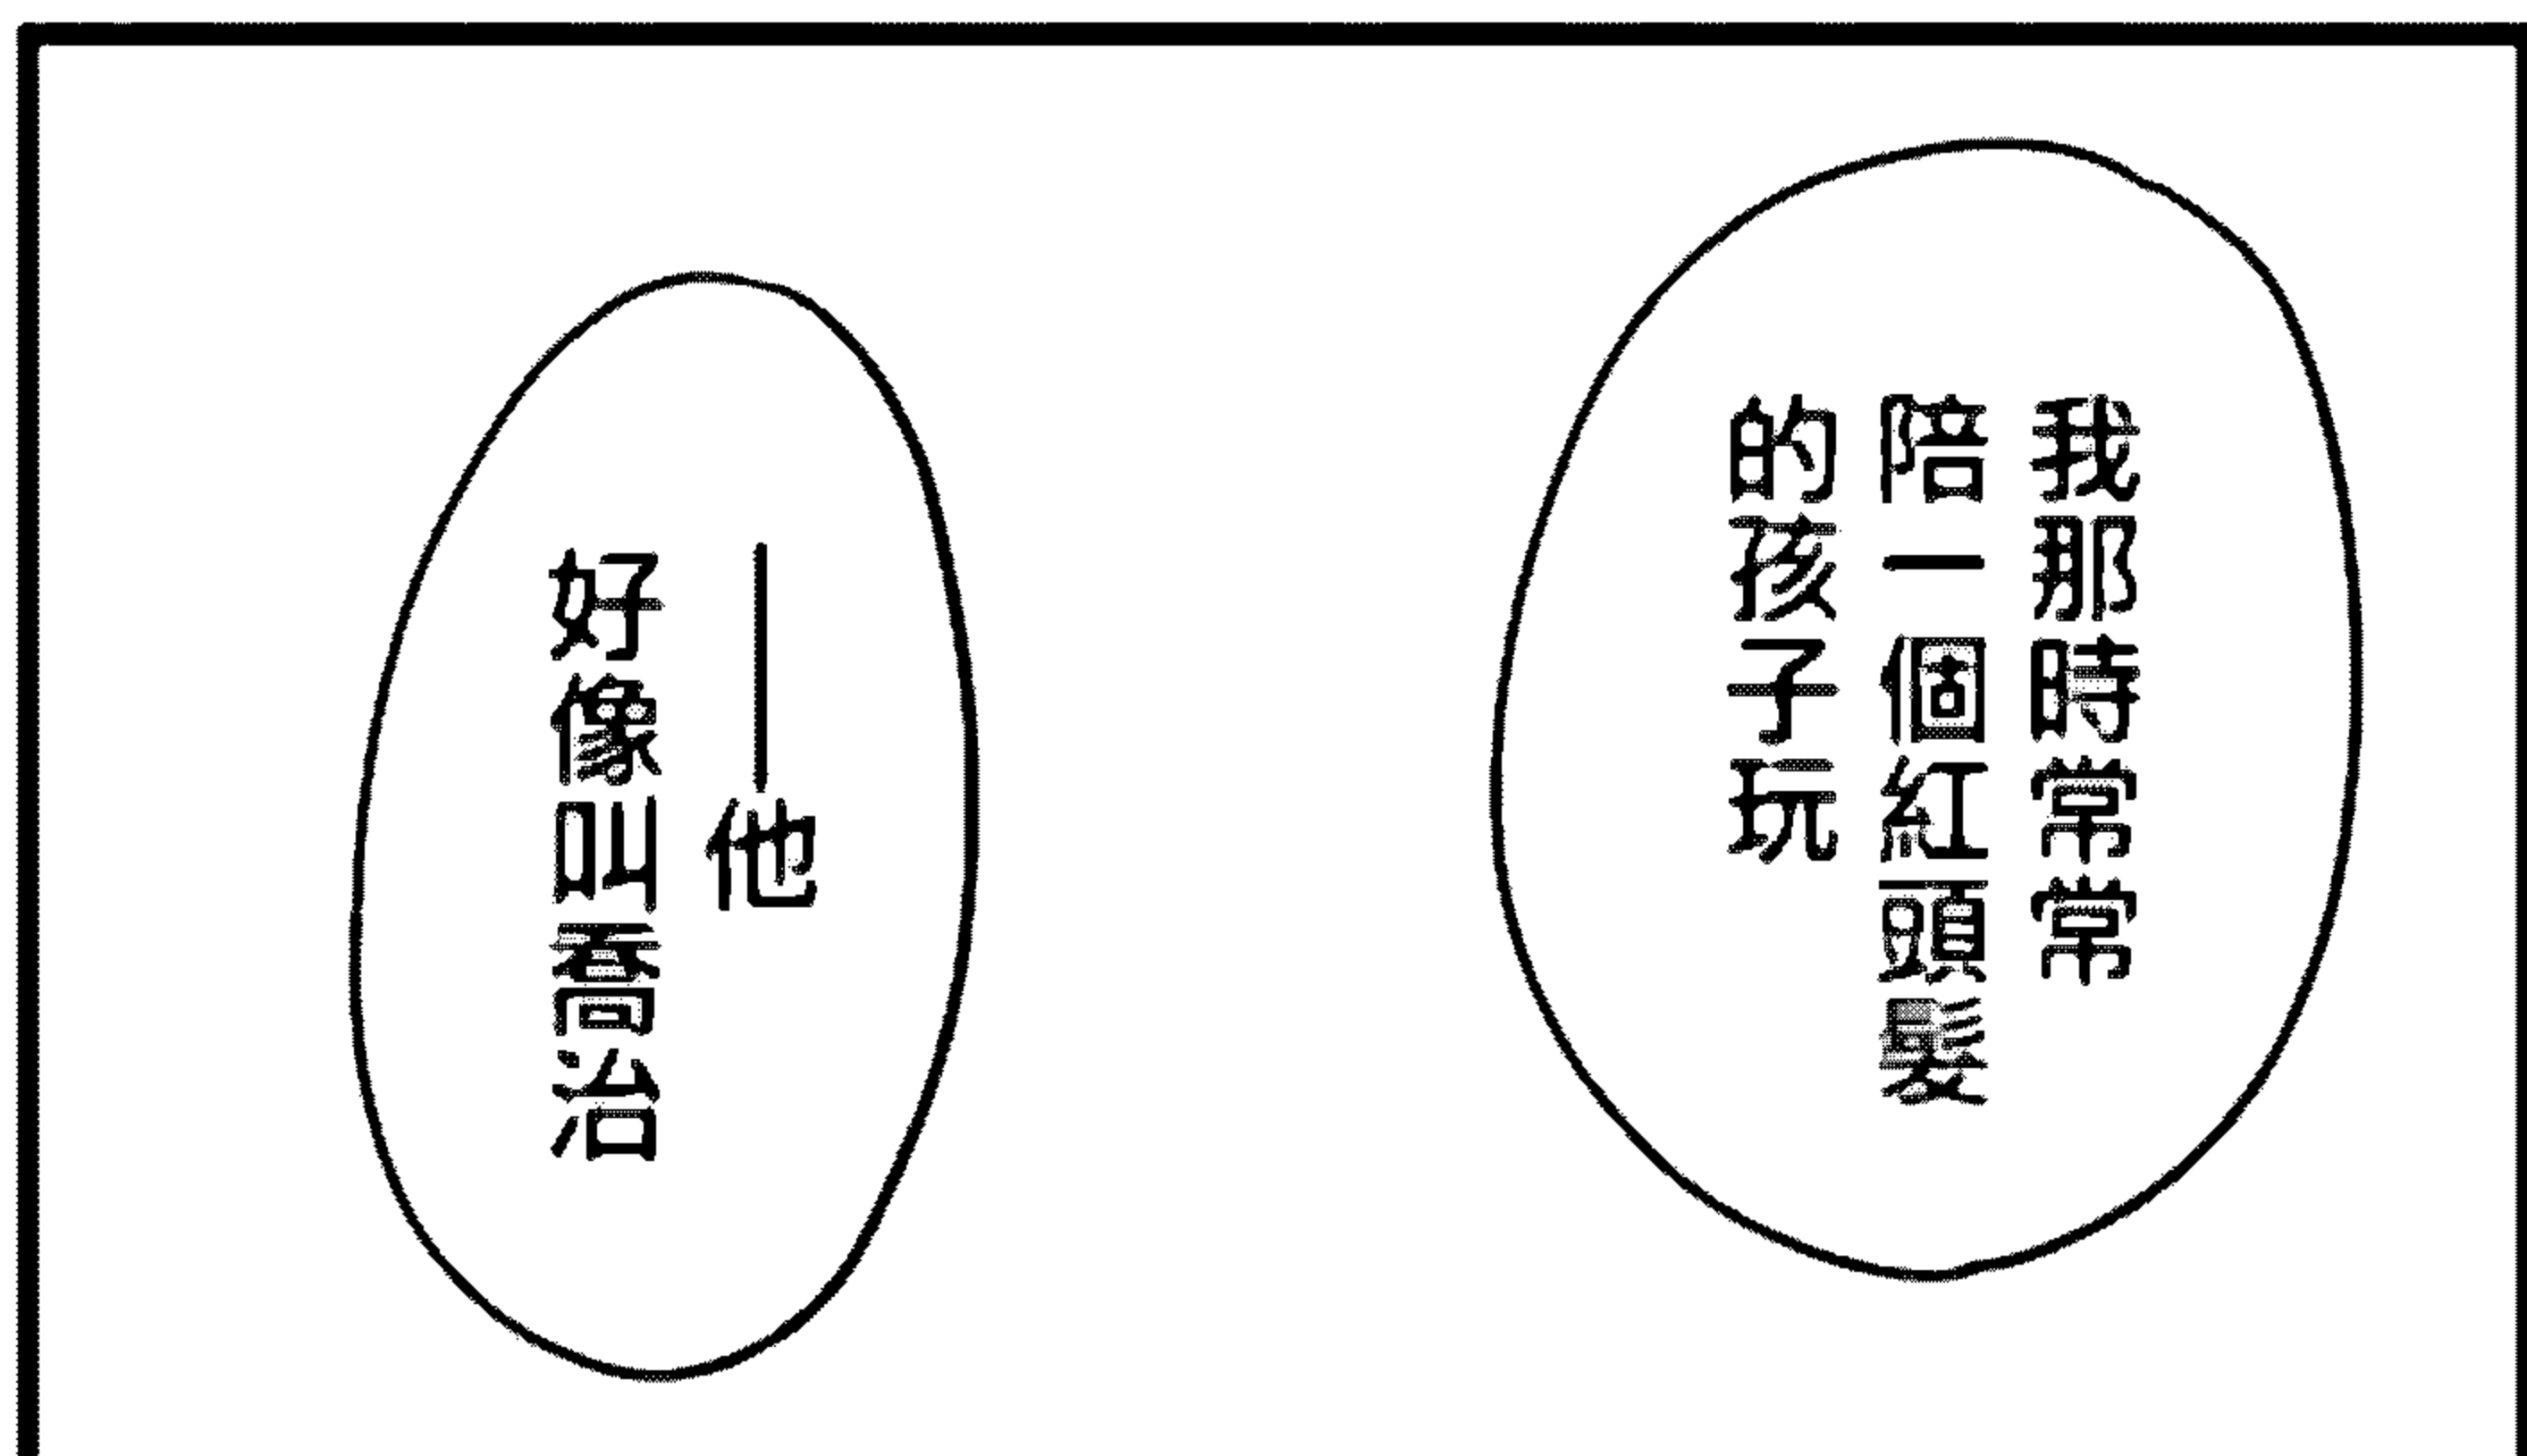 我那時常常
陪一個紅頭髮
的孩子玩
——他
好像叫喬治